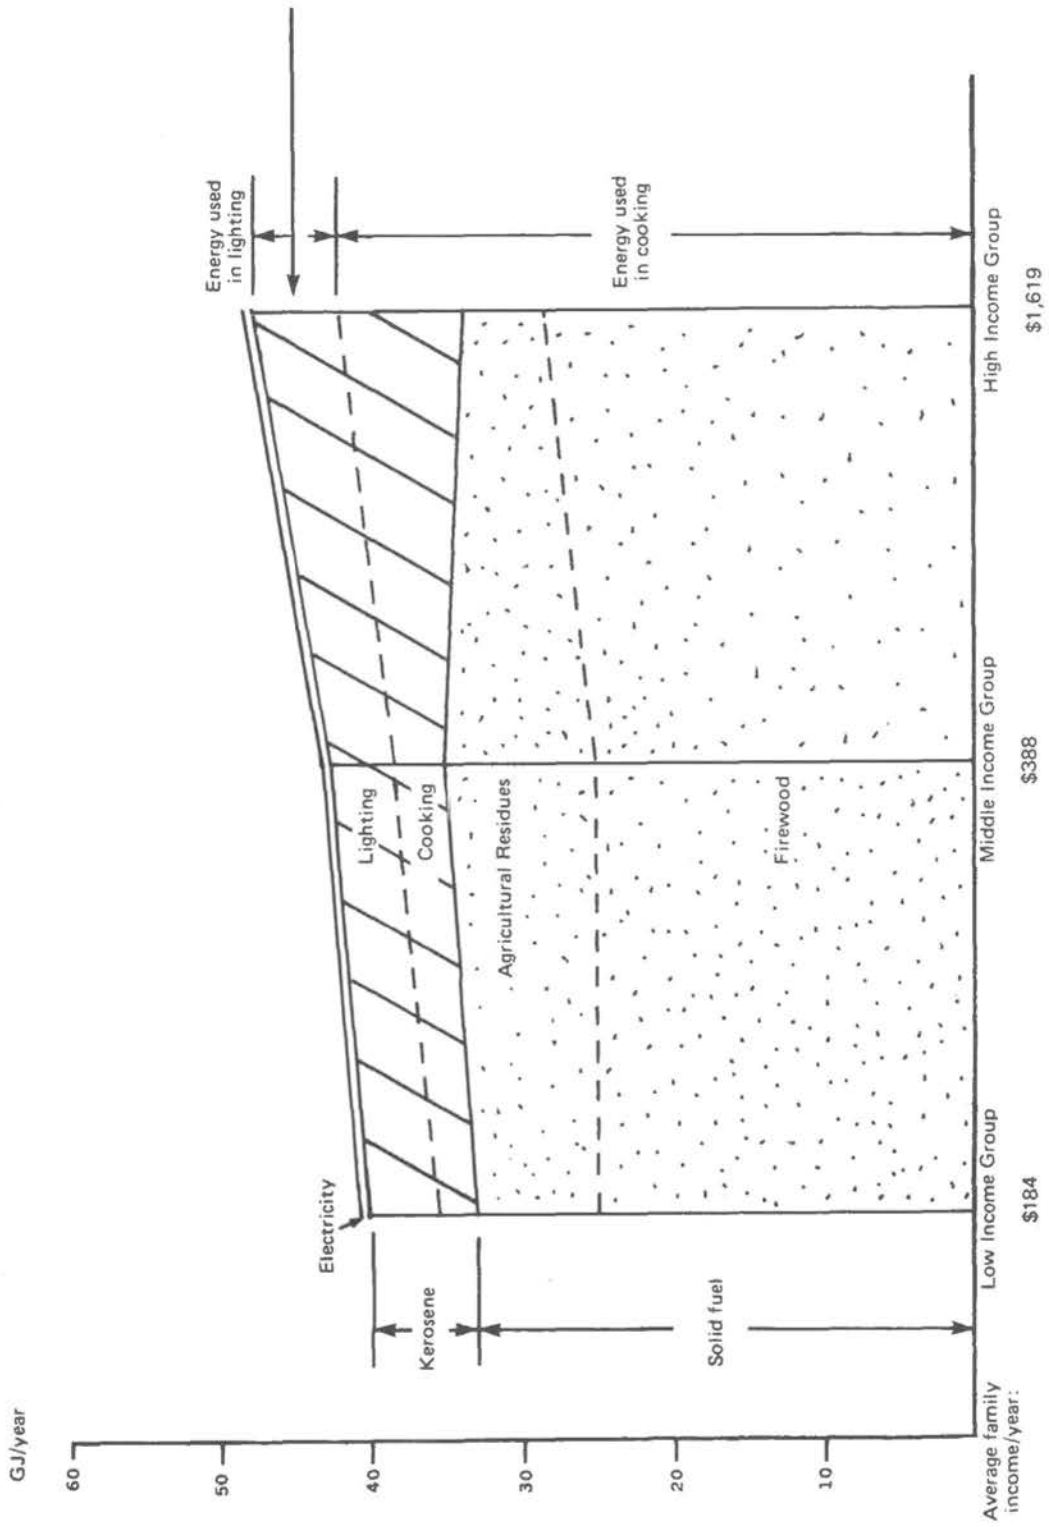 GJ/year
60
50
40
30
20
10
Electricity
Kerosene
Solid fuel
Lighting
Cooking
Agricultural Residues
Firewood
Energy used
in lighting
Energy used
in cooking
Average family
income/year:
Low Income Group
$184
Middle Income Group
$388
High Income Group
$1,619